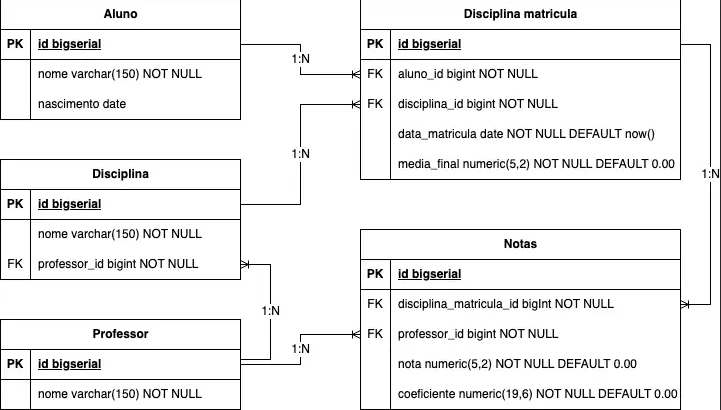 Aluno
PK id bigserial
nome varchar(150) NOT NULL
nascimento date
Disciplina matricula
PK id bigserial
FK aluno_id bigint NOT NULL
FK disciplina_id bigint NOT NULL
data_matricula date NOT NULL DEFAULT now()
media_final numeric(5,2) NOT NULL DEFAULT 0.00
1:N
1:N
1:N
Disciplina
PK id bigserial
nome varchar(150) NOT NULL
FK professor_id bigint NOT NULL
Notas
PK id bigserial
FK disciplina_matricula_id bigInt NOT NULL
FK professor_id bigint NOT NULL
nota numeric(5,2) NOT NULL DEFAULT 0.00
coeficiente numeric(19,6) NOT NULL DEFAULT 0.00
1:N
1:N
Professor
PK id bigserial
nome varchar(150) NOT NULL